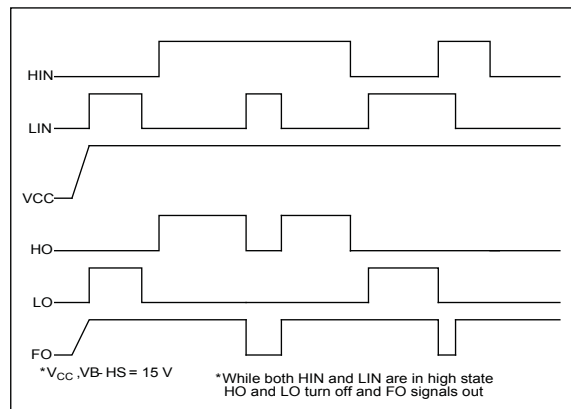 HIN
LIN
VCC
HO
LO
FO
*VCC ,VB- HS = 15 V
*While both HIN and LIN are in high state
HO and LO turn off and FO signals out